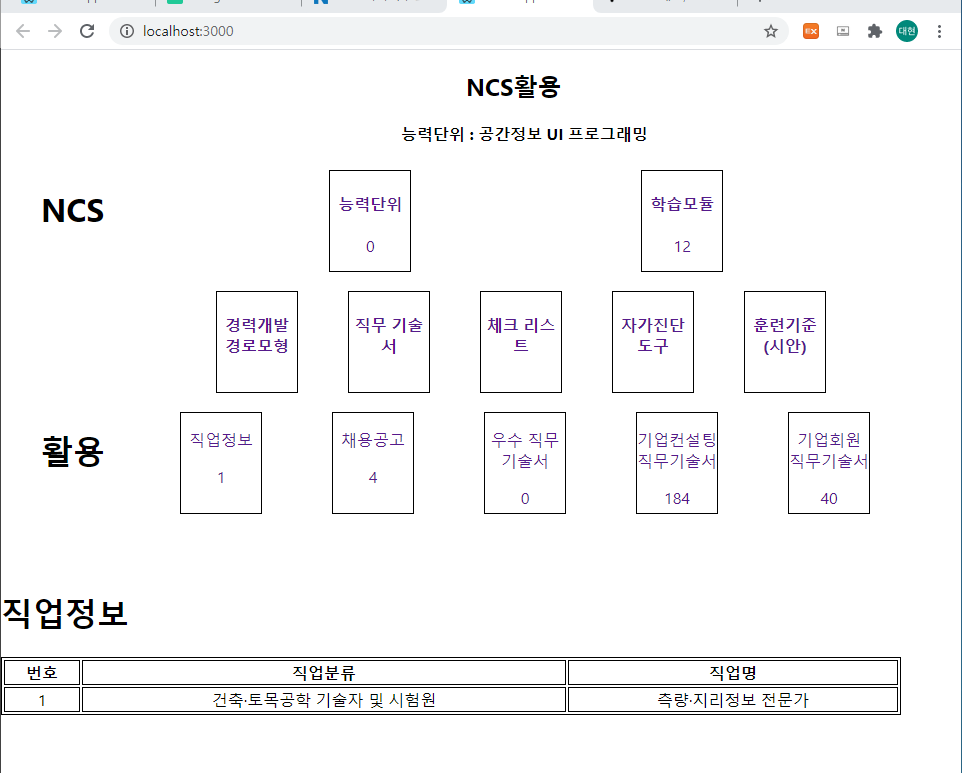 localhost:3000
대현
NCS활용
능력단위 : 공간정보 UI 프로그래밍
NCS
능력단위
0
학습모듈
12
경력개발
경로모형
직무 기술
서
체크 리스
트
자가진단
도구
훈련기준
(시안)
활용
직업정보
1
채용공고
4
우수 직무
기술서
0
기업컨설팅
직무기술서
184
기업회원
직무기술서
40
직업정보
번호 직업분류 직업명
1 건축·토목공학 기술자 및 시험원 측량·지리정보 전문가